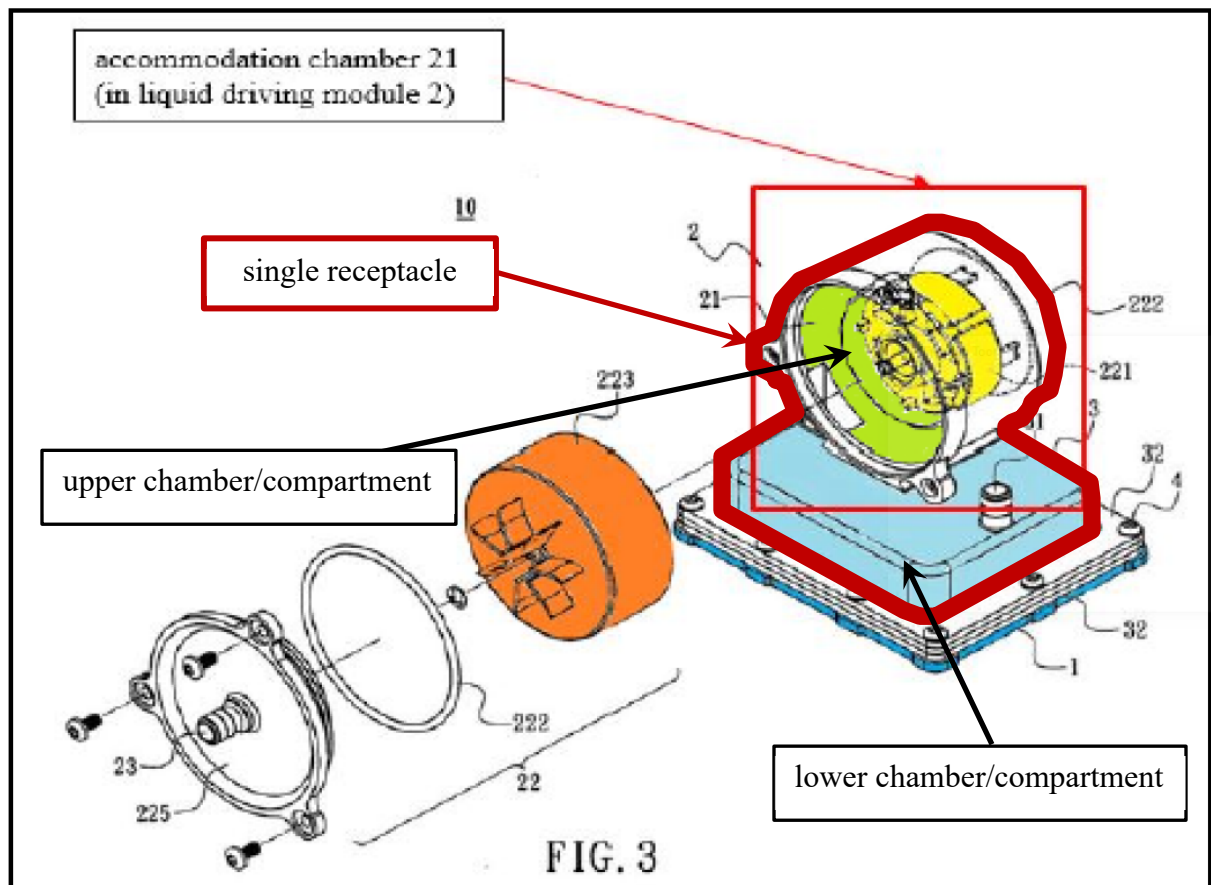 accommodation chamber 21
(in liquid driving module 2)
10
single receptacle
2
21
222
221
223
31
3
32
4
upper chamber/compartment
32
1
222
22
23
225
lower chamber/compartment
FIG. 3